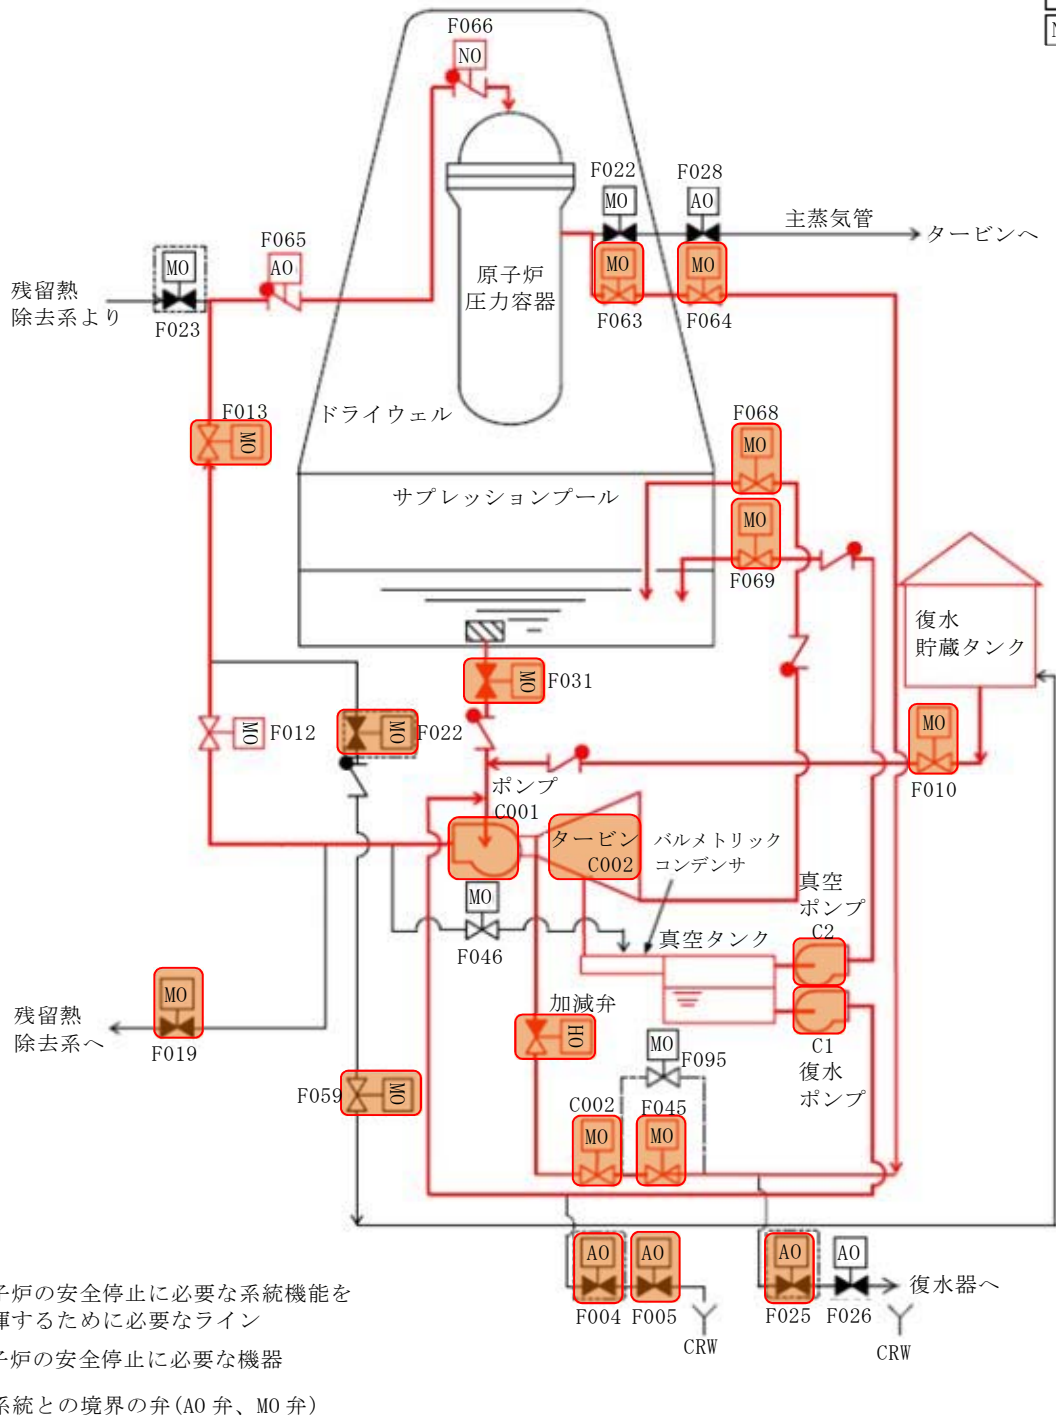 F066
NO
F022
F028
MO
AO
主蒸気管
タービンへ
F065
AO
MO
残留熱
除去系より
F023
原子炉
圧力容器
MO
MO
F063
F064
F013
MO
ドライウェル
F068
MO
サプレッションプール
MO
F069
復水
貯蔵タンク
MO
F031
F012
MO
MO
F022
MO
F010
ポンプ
C001
タービン
C002
バルメトリック
コンデンサ
MO
F046
真空
ポンプ
C2
真空タンク
MO
残留熱
除去系へ
F019
加減弁
HO
C1
復水
ポンプ
MO
F095
F059
MO
C002
F045
MO
MO
AO
AO
AO
AO
復水器へ
F004
F005
F025
F026
CRW
CRW
子炉の安全停止に必要な系統機能を
揮するために必要なライン
子炉の安全停止に必要な機器
系統との境界の弁(AO 弁、MO 弁)